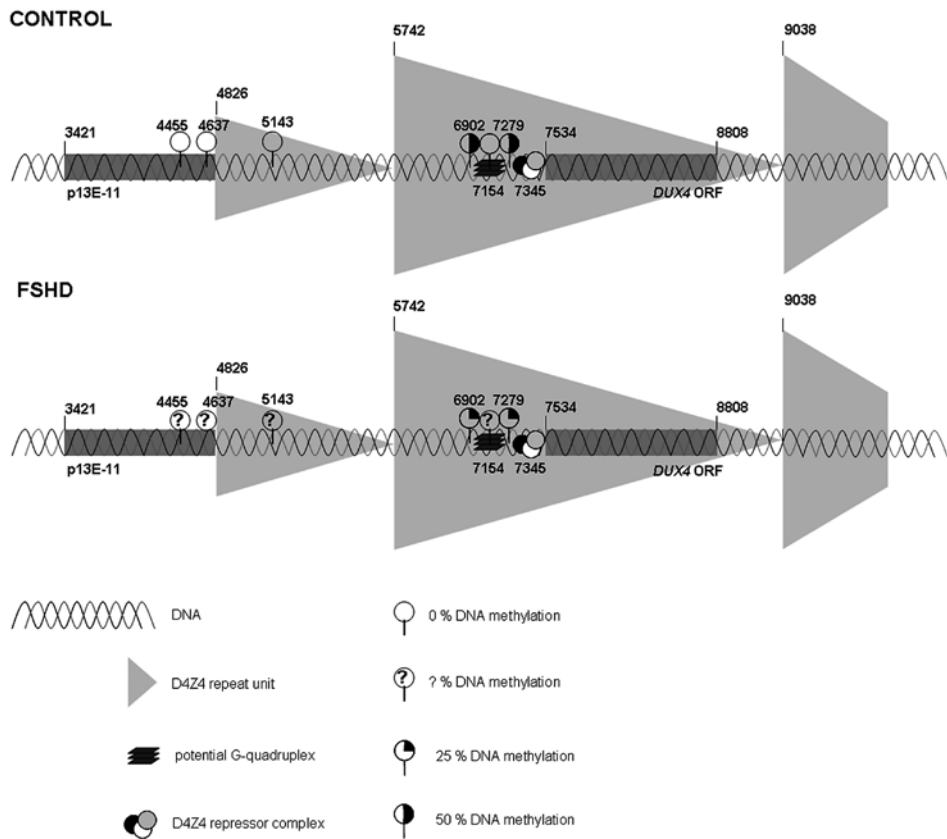 CONTROL
5742
9038
4826
3421
4455
4637
5143
6902
7279
7534
8808
p13E-11
7154
7345
DUX4 ORF
FSHD
5742
9038
4826
3421
4455
4637
5143
6902
7279
7534
8808
?
?
?
?
p13E-11
7154
7345
DUX4 ORF
DNA
0 % DNA methylation
D4Z4 repeat unit
?
? % DNA methylation
potential G-quadruplex
25 % DNA methylation
D4Z4 repressor complex
50 % DNA methylation